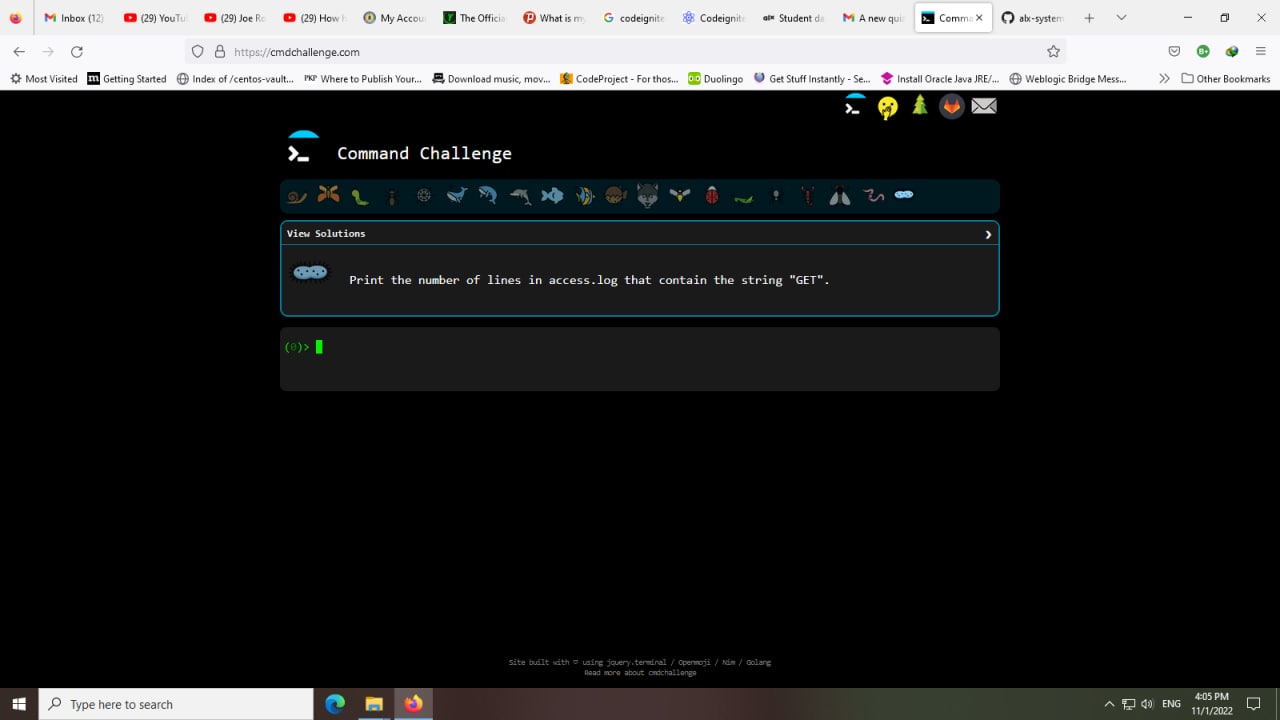 Inbox (12)
(29) YouTu
(29) Joe Ro
(29) How h
My Accou
The Officia
What is my
codeignite
Codeignite
Student da
A new quiz
Comma
alx-system
https://cmdchallenge.com
Most Visited
Getting Started
Index of /centos-vault...
PKP Where to Publish Your...
Download music, mov...
CodeProject - For thos...
Duolingo
Get Stuff Instantly - Se...
Install Oracle Java JRE/...
Weblogic Bridge Mess...
Other Bookmarks
Command Challenge
View Solutions
Print the number of lines in access.log that contain the string "GET".
(0)>
Site built with ♡ using jquery.terminal / Openmoji / Nim / Golang
Read more about cmdchallenge
Type here to search
ENG
4:05 PM
11/1/2022